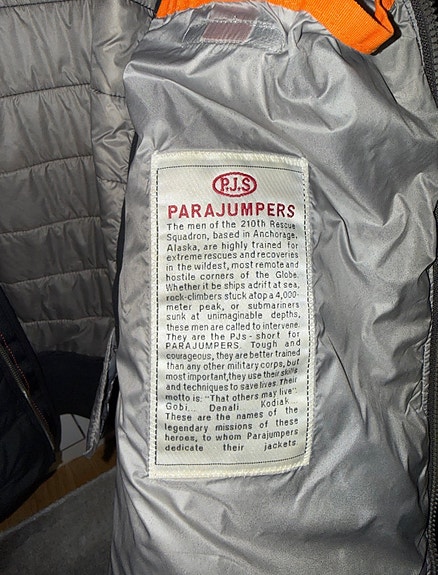 P.J.S
PARAJUMPERS
The men of the 210th Rescue
Squadron, based in Anchorage,
Alaska, are highly trained for
extreme rescues and recoveries
in the wildest, most remote and
hostile corners of the Globe.
Whether it be ships adrift at sea,
rock-climbers stuck atop a 4,000-
meter peak, or submariners
sunk at unimaginable depths,
these men are called to intervene.
They are the PJs - short for
PARAJUMPERS. Tough and
courageous, they are better trained
than any other military corps, but
most important, they use their skills
and techniques to save lives. Their
motto is: "That others may live".
Gobi... Denali... Kodiak...
These are the names of the
legendary missions of these
heroes, to whom Parajumpers
dedicate their jackets.